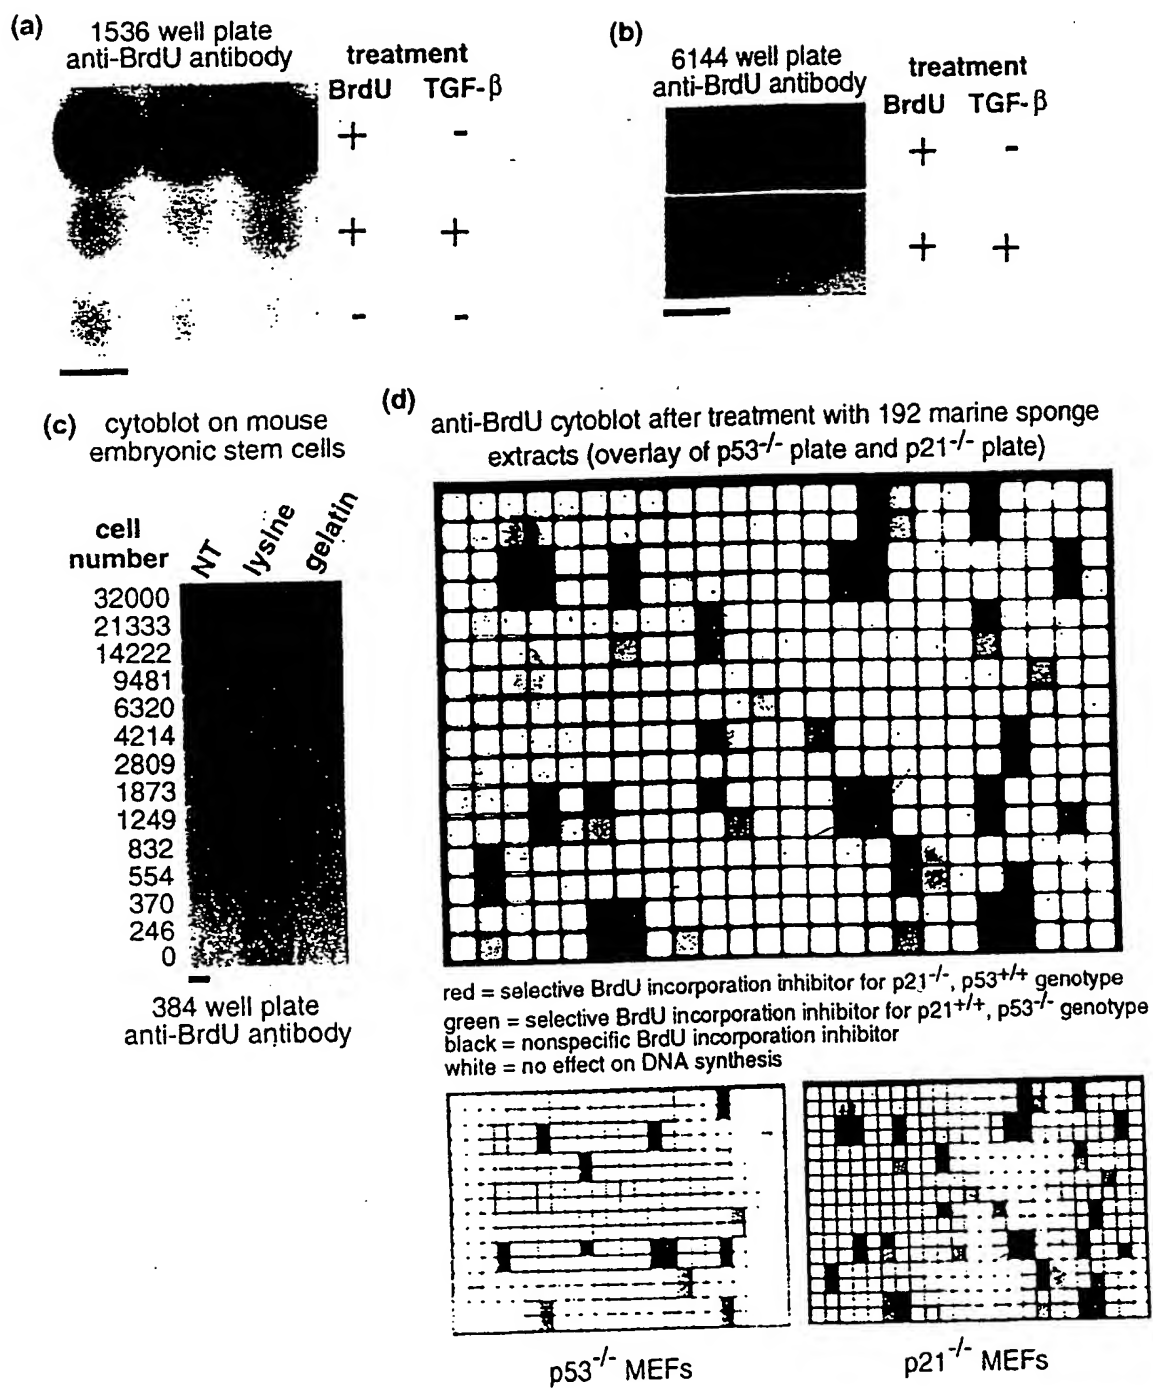 (a)
1536 well plate
anti-BrdU antibody
treatment
BrdU TGF-β
+ -
+ +
- -
(b)
6144 well plate
anti-BrdU antibody
treatment
BrdU TGF-β
+ -
+ +
(c) cytoblot on mouse
embryonic stem cells
cell
number
NT
lysine
gelatin
32000
21333
14222
9481
6320
4214
2809
1873
1249
832
554
370
246
0
384 well plate
anti-BrdU antibody
(d)
anti-BrdU cytoblot after treatment with 192 marine sponge
extracts (overlay of p53-/- plate and p21-/- plate)
red = selective BrdU incorporation inhibitor for p21-/-, p53+/+ genotype
green = selective BrdU incorporation inhibitor for p21+/+, p53-/- genotype
black = nonspecific BrdU incorporation inhibitor
white = no effect on DNA synthesis
p53-/- MEFs
p21-/- MEFs